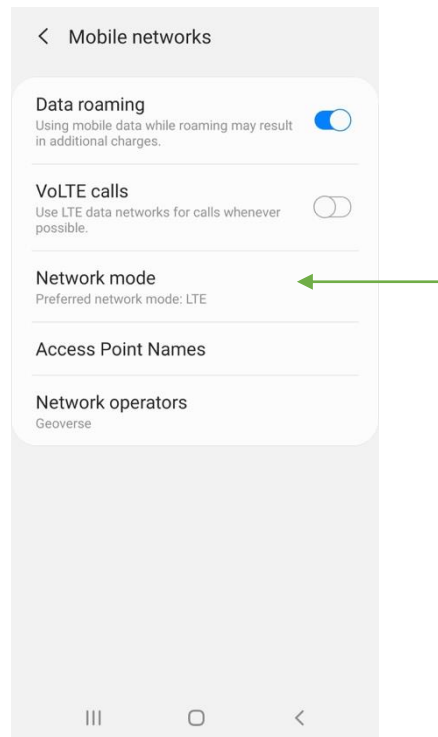 Mobile networks
Data roaming
Using mobile data while roaming may result
in additional charges.
VoLTE calls
Use LTE data networks for calls whenever
possible.
Network mode
Preferred network mode: LTE
Access Point Names
Network operators
Geoverse